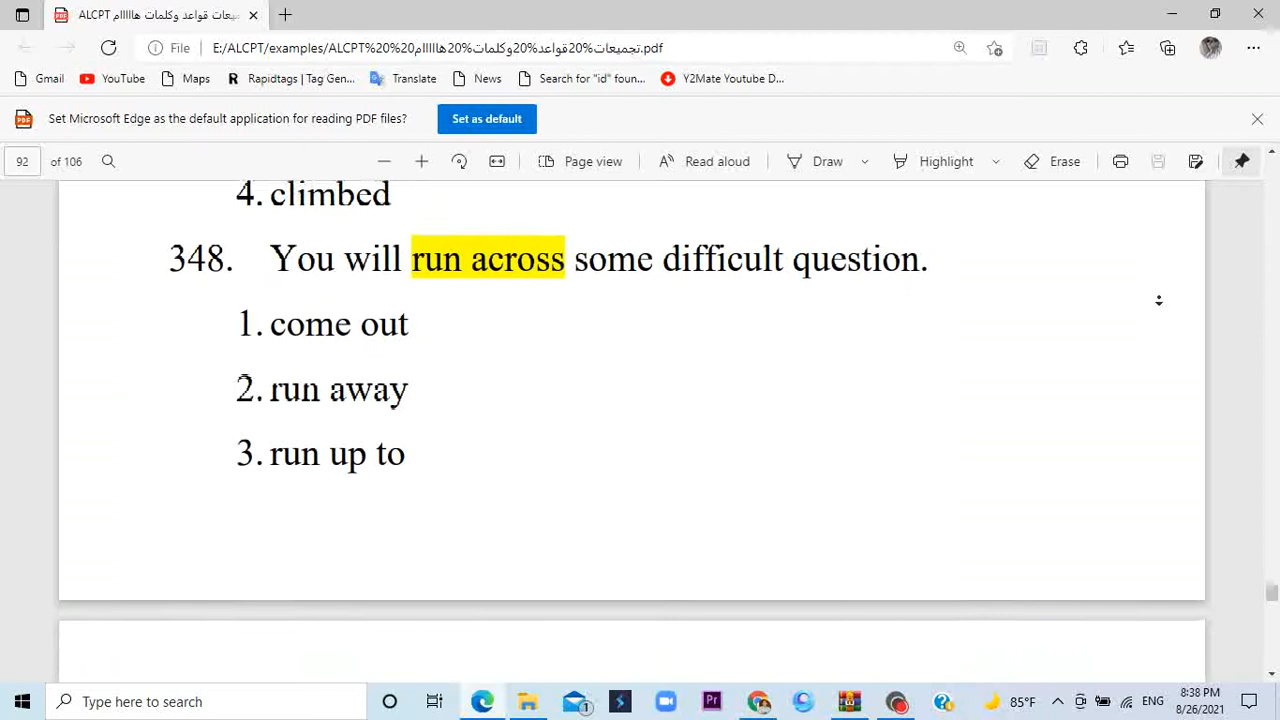 ALCPT تجميعات قواعد وكلمات هاااااام
File
E:/ALCPT/examples/ALCPT%20%20تجميعات%20قواعد%20وكلمات%20هاااااام.pdf
Gmail YouTube Maps Rapidtags | Tag Gen... Translate News Search for "id" foun... Y2Mate Youtube D...
Set Microsoft Edge as the default application for reading PDF files? Set as default
92 of 106 Page view Read aloud Draw Highlight Erase
4. climbed
348. You will run across some difficult question.
1. come out
2. run away
3. run up to
Type here to search 85°F ENG 8:38 PM
8/26/2021